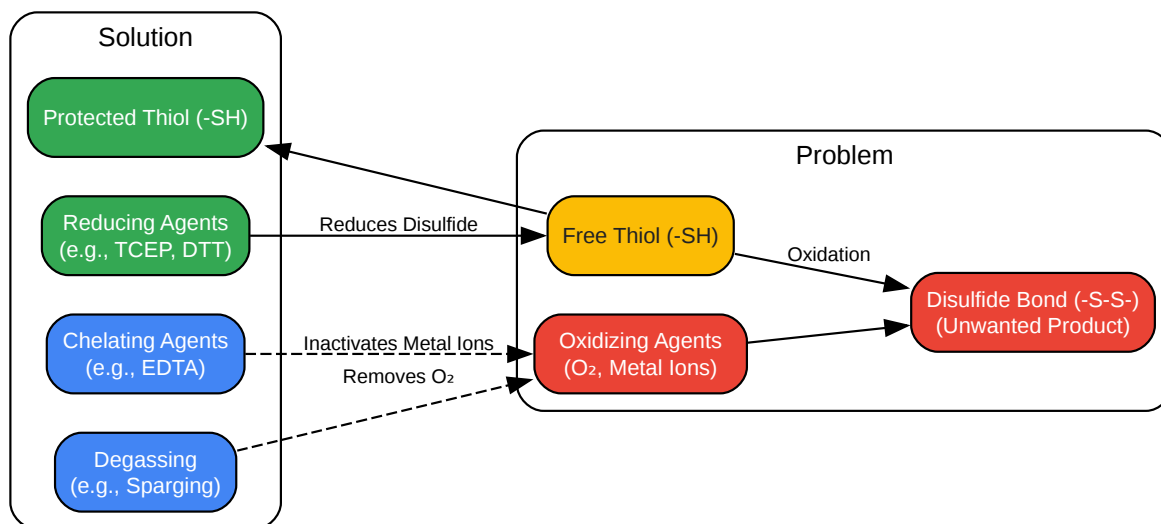 Solution
Protected Thiol (-SH)
Reducing Agents
(e.g., TCEP, DTT)
Chelating Agents
(e.g., EDTA)
Degassing
(e.g., Sparging)
Reduces Disulfide
Inactivates Metal Ions
Removes O₂
Problem
Free Thiol (-SH)
Oxidizing Agents
(O₂, Metal Ions)
Oxidation
Disulfide Bond (-S-S-)
(Unwanted Product)